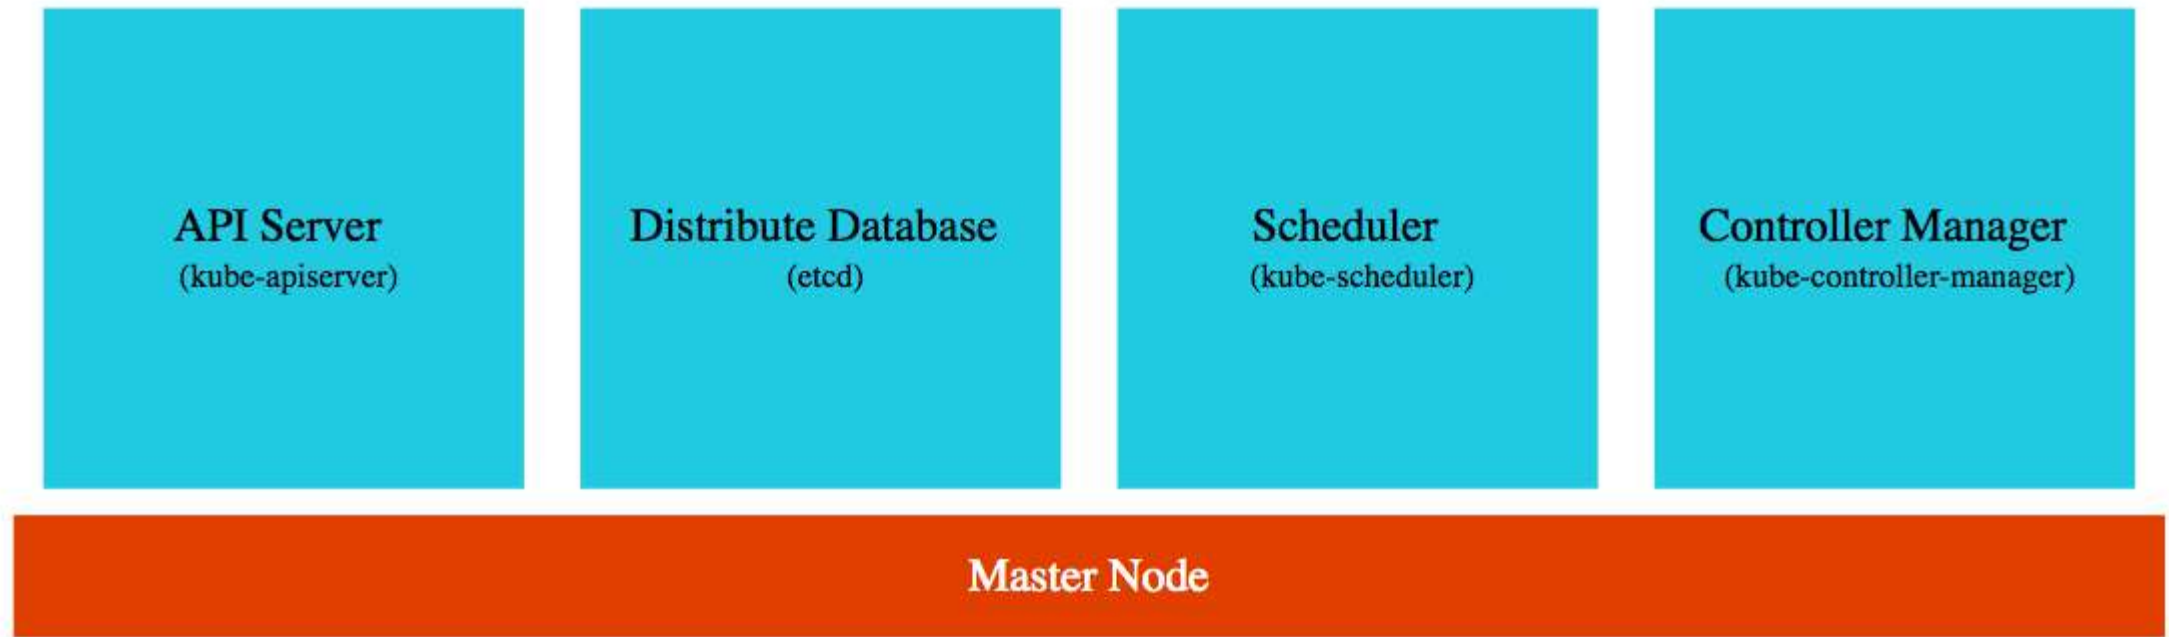 API Server
(kube-apiserver)
Distribute Database
(etcd)
Scheduler
(kube-scheduler)
Controller Manager
(kube-controller-manager)
Master Node